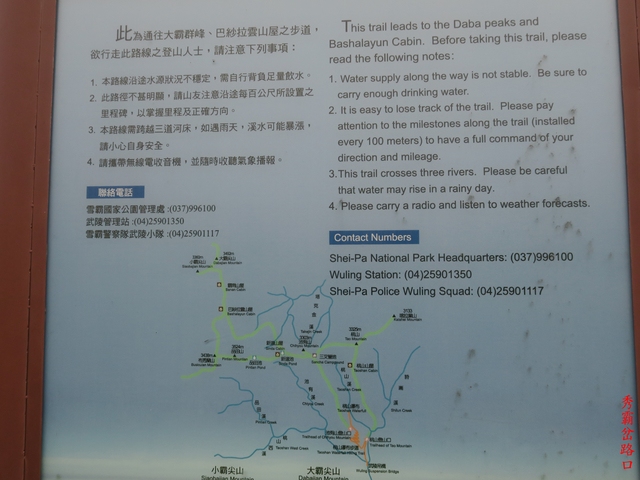 此為通往大霸群峰、巴紗拉雲山屋之步道，
欲行走此路線之登山人士，請注意下列事項：
1. 本路線沿途水源狀況不穩定，需自行背負足量飲水。
2. 此路徑不甚明顯，請山友注意沿途每百公尺所設置之
里程碑，以掌握里程及正確方向。
3. 本路線需跨越三道河床，如遇雨天，溪水可能暴漲，
請小心自身安全。
4. 請攜帶無線電收音機，並隨時收聽氣象播報。
聯絡電話
雪霸國家公園管理處:(037)996100
武陵管理站:(04)25901350
雪霸警察隊武陵小隊:(04)25901117
This trail leads to the Daba peaks and
Bashalayun Cabin. Before taking this trail, please
read the following notes:
1. Water supply along the way is not stable. Be sure to
carry enough drinking water.
2. It is easy to lose track of the trail. Please pay
attention to the milestones along the trail (installed
every 100 meters) to have a full command of your
direction and mileage.
3.This trail crosses three rivers. Please be careful
that water may rise in a rainy day.
4. Please carry a radio and listen to weather forecasts.
Contact Numbers
Shei-Pa National Park Headquarters: (037)996100
Wuling Station: (04)25901350
Shei-Pa Police Wuling Squad: (04)25901117
小霸尖山
大霸尖山
Dabajian Mountain
秀霸岔路口